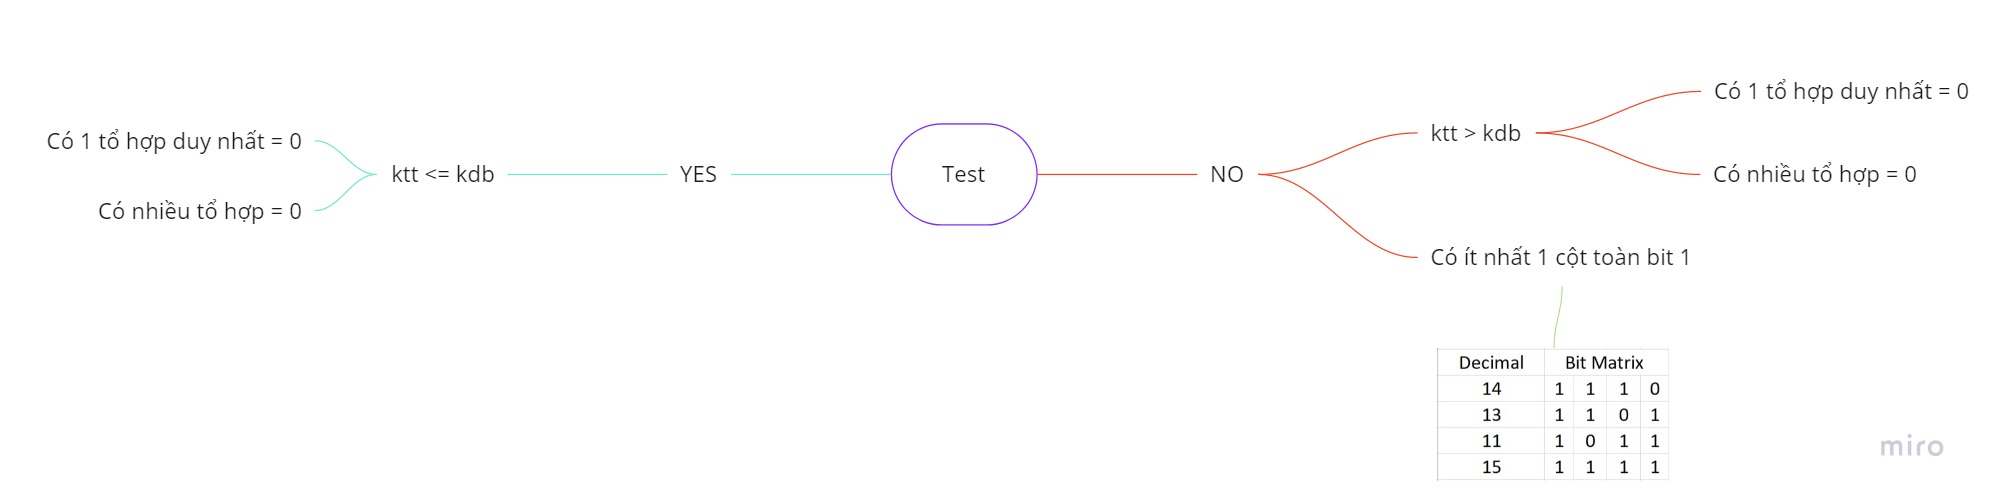 Có 1 tổ hợp duy nhất = 0
Có nhiều tổ hợp = 0
ktt <= kdb
YES
Test
NO
ktt > kdb
Có 1 tổ hợp duy nhất = 0
Có nhiều tổ hợp = 0
Có ít nhất 1 cột toàn bit 1
Decimal Bit Matrix
14 1 1 1 0
13 1 1 0 1
11 1 0 1 1
15 1 1 1 1
miro